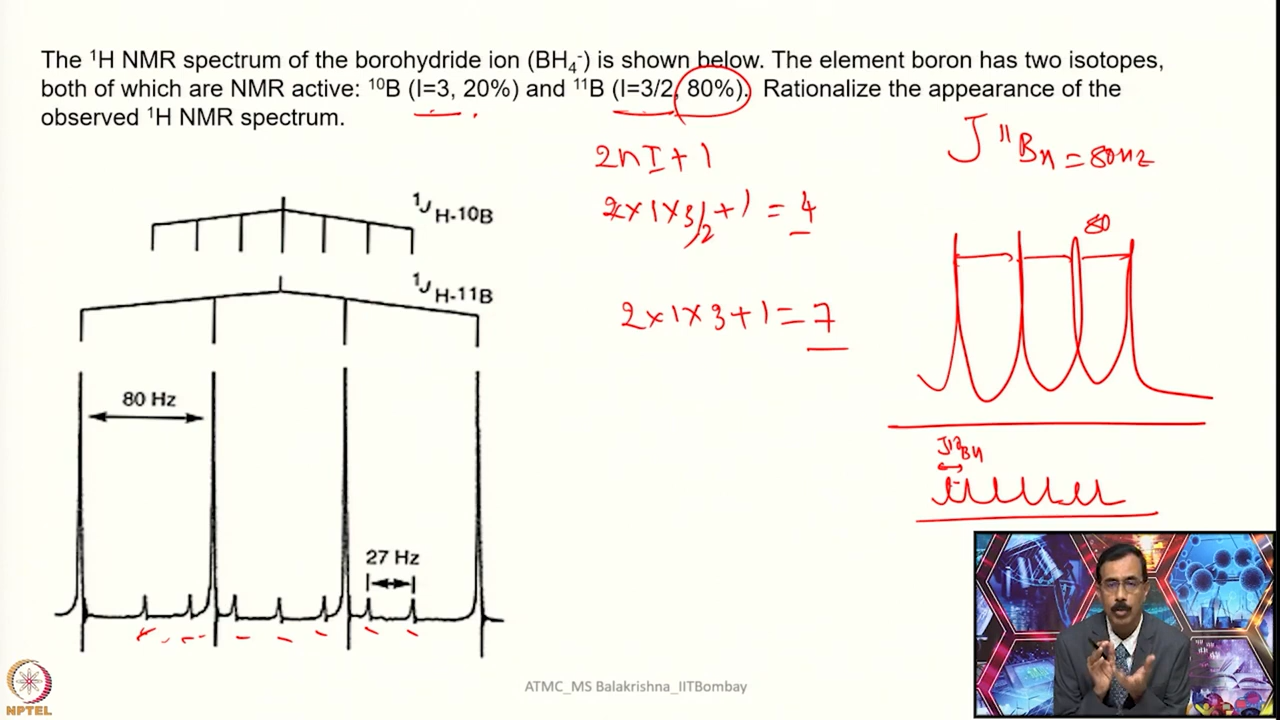 The ¹H NMR spectrum of the borohydride ion (BH₄⁻) is shown below. The element boron has two isotopes,
both of which are NMR active: ¹⁰B (I=3, 20%) and ¹¹B (I=3/2, 80%). Rationalize the appearance of the
observed ¹H NMR spectrum.
2nI+1
2×1×3/2+1=4
2×1×3+1=7
J ¹¹BH=80Hz
80
J¹⁰BH
¹J H-10B
¹J H-11B
80 Hz
27 Hz
NPTEL
ATMC_MS Balakrishna_IITBombay